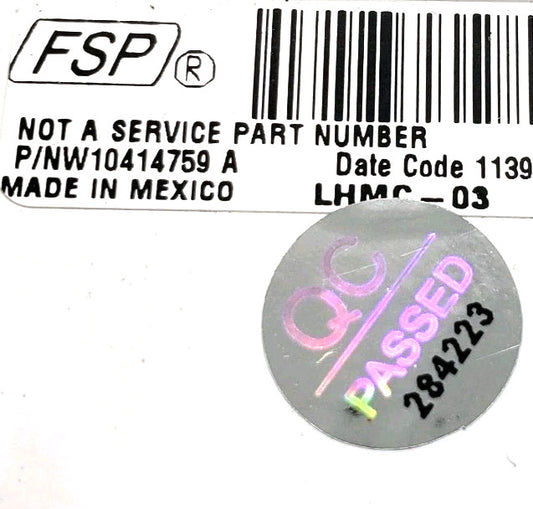 FSP ®
NOT A SERVICE PART NUMBER
P/NW10414759 A Date Code 1139
MADE IN MEXICO LHMC-03
QC
PASSED
284223